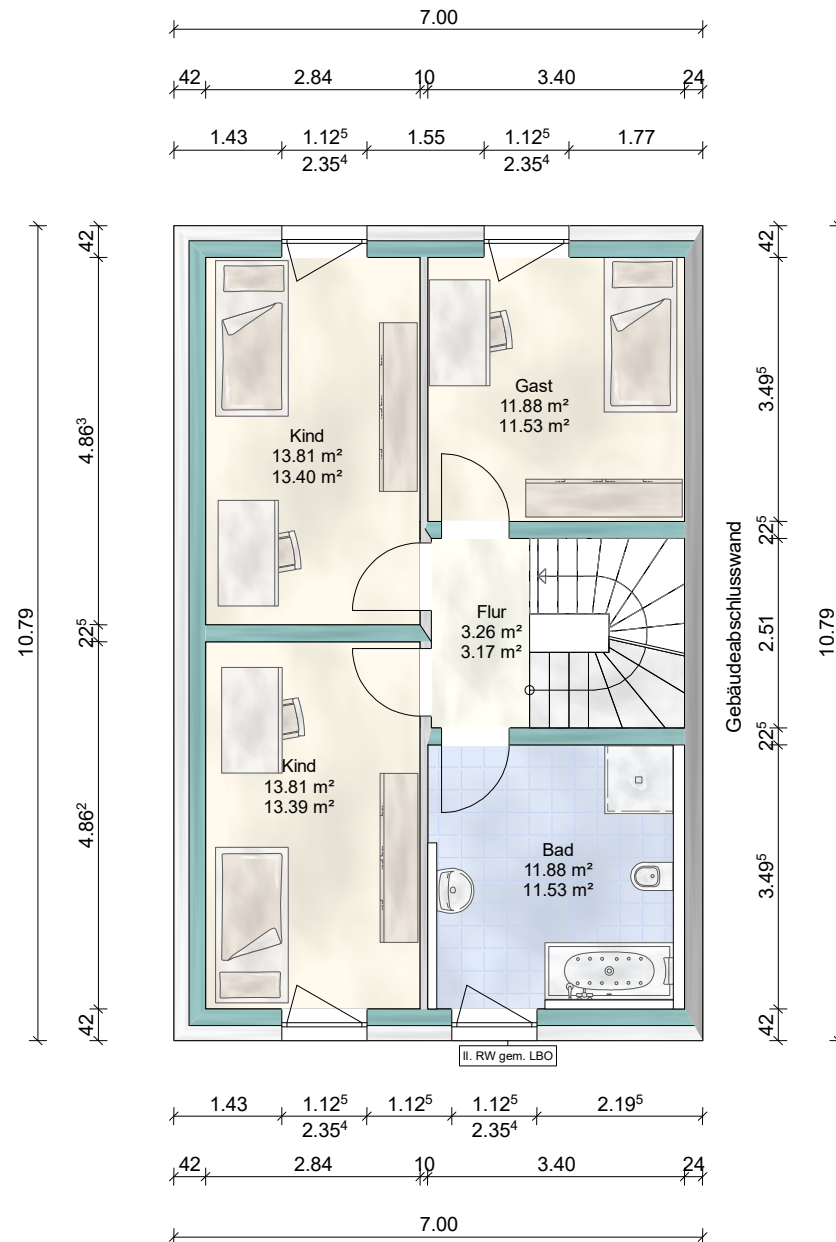 7.00
42 2.84 10 3.40 24
1.43 1.12⁵ 1.55 1.12⁵ 1.77
2.35⁴ 2.35⁴
10.79
42
4.86³
22⁵
4.86²
42
Kind
13.81 m²
13.40 m²
Gast
11.88 m²
11.53 m²
Flur
3.26 m²
3.17 m²
Kind
13.81 m²
13.39 m²
Bad
11.88 m²
11.53 m²
II. RW gem. LBO
Gebäudeabschlusswand
42
3.49⁵
22⁵
2.51
22⁵
3.49⁵
42
10.79
1.43 1.12⁵ 1.12⁵ 1.12⁵ 2.19⁵
2.35⁴ 2.35⁴
42 2.84 10 3.40 24
7.00